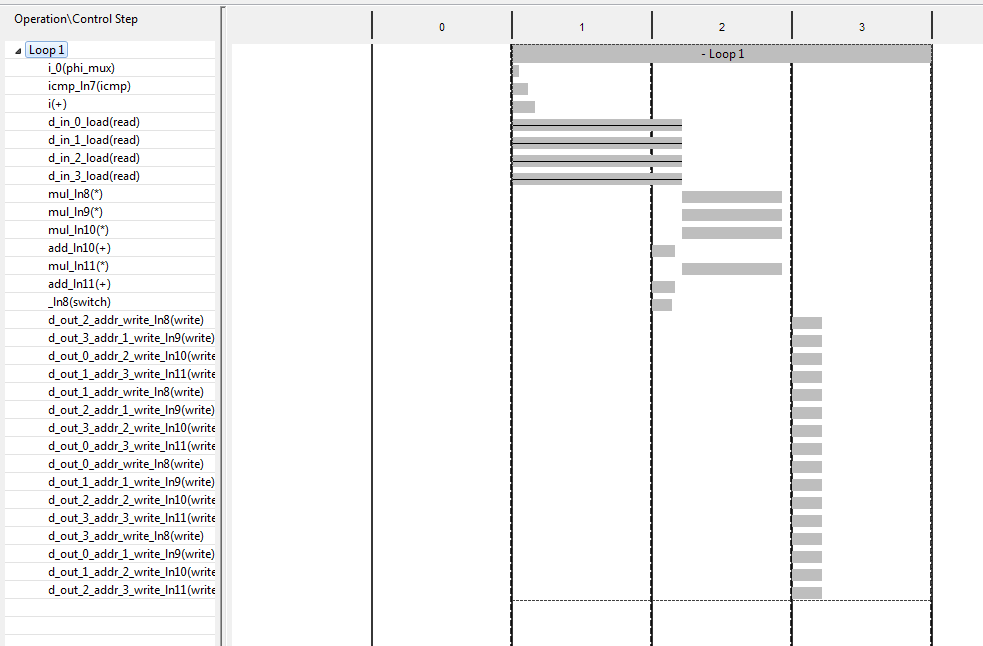 Operation\Control Step
0 1 2 3
Loop 1
- Loop 1
i_0(phi_mux)
icmp_ln7(icmp)
i(+)
d_in_0_load(read)
d_in_1_load(read)
d_in_2_load(read)
d_in_3_load(read)
mul_ln8(*)
mul_ln9(*)
mul_ln10(*)
add_ln10(+)
mul_ln11(*)
add_ln11(+)
_ln8(switch)
d_out_2_addr_write_ln8(write)
d_out_3_addr_1_write_ln9(write)
d_out_0_addr_2_write_ln10(write
d_out_1_addr_3_write_ln11(write
d_out_1_addr_write_ln8(write)
d_out_2_addr_1_write_ln9(write)
d_out_3_addr_2_write_ln10(write
d_out_0_addr_3_write_ln11(write
d_out_0_addr_write_ln8(write)
d_out_1_addr_1_write_ln9(write)
d_out_2_addr_2_write_ln10(write
d_out_3_addr_3_write_ln11(write
d_out_3_addr_write_ln8(write)
d_out_0_addr_1_write_ln9(write)
d_out_1_addr_2_write_ln10(write
d_out_2_addr_3_write_ln11(write